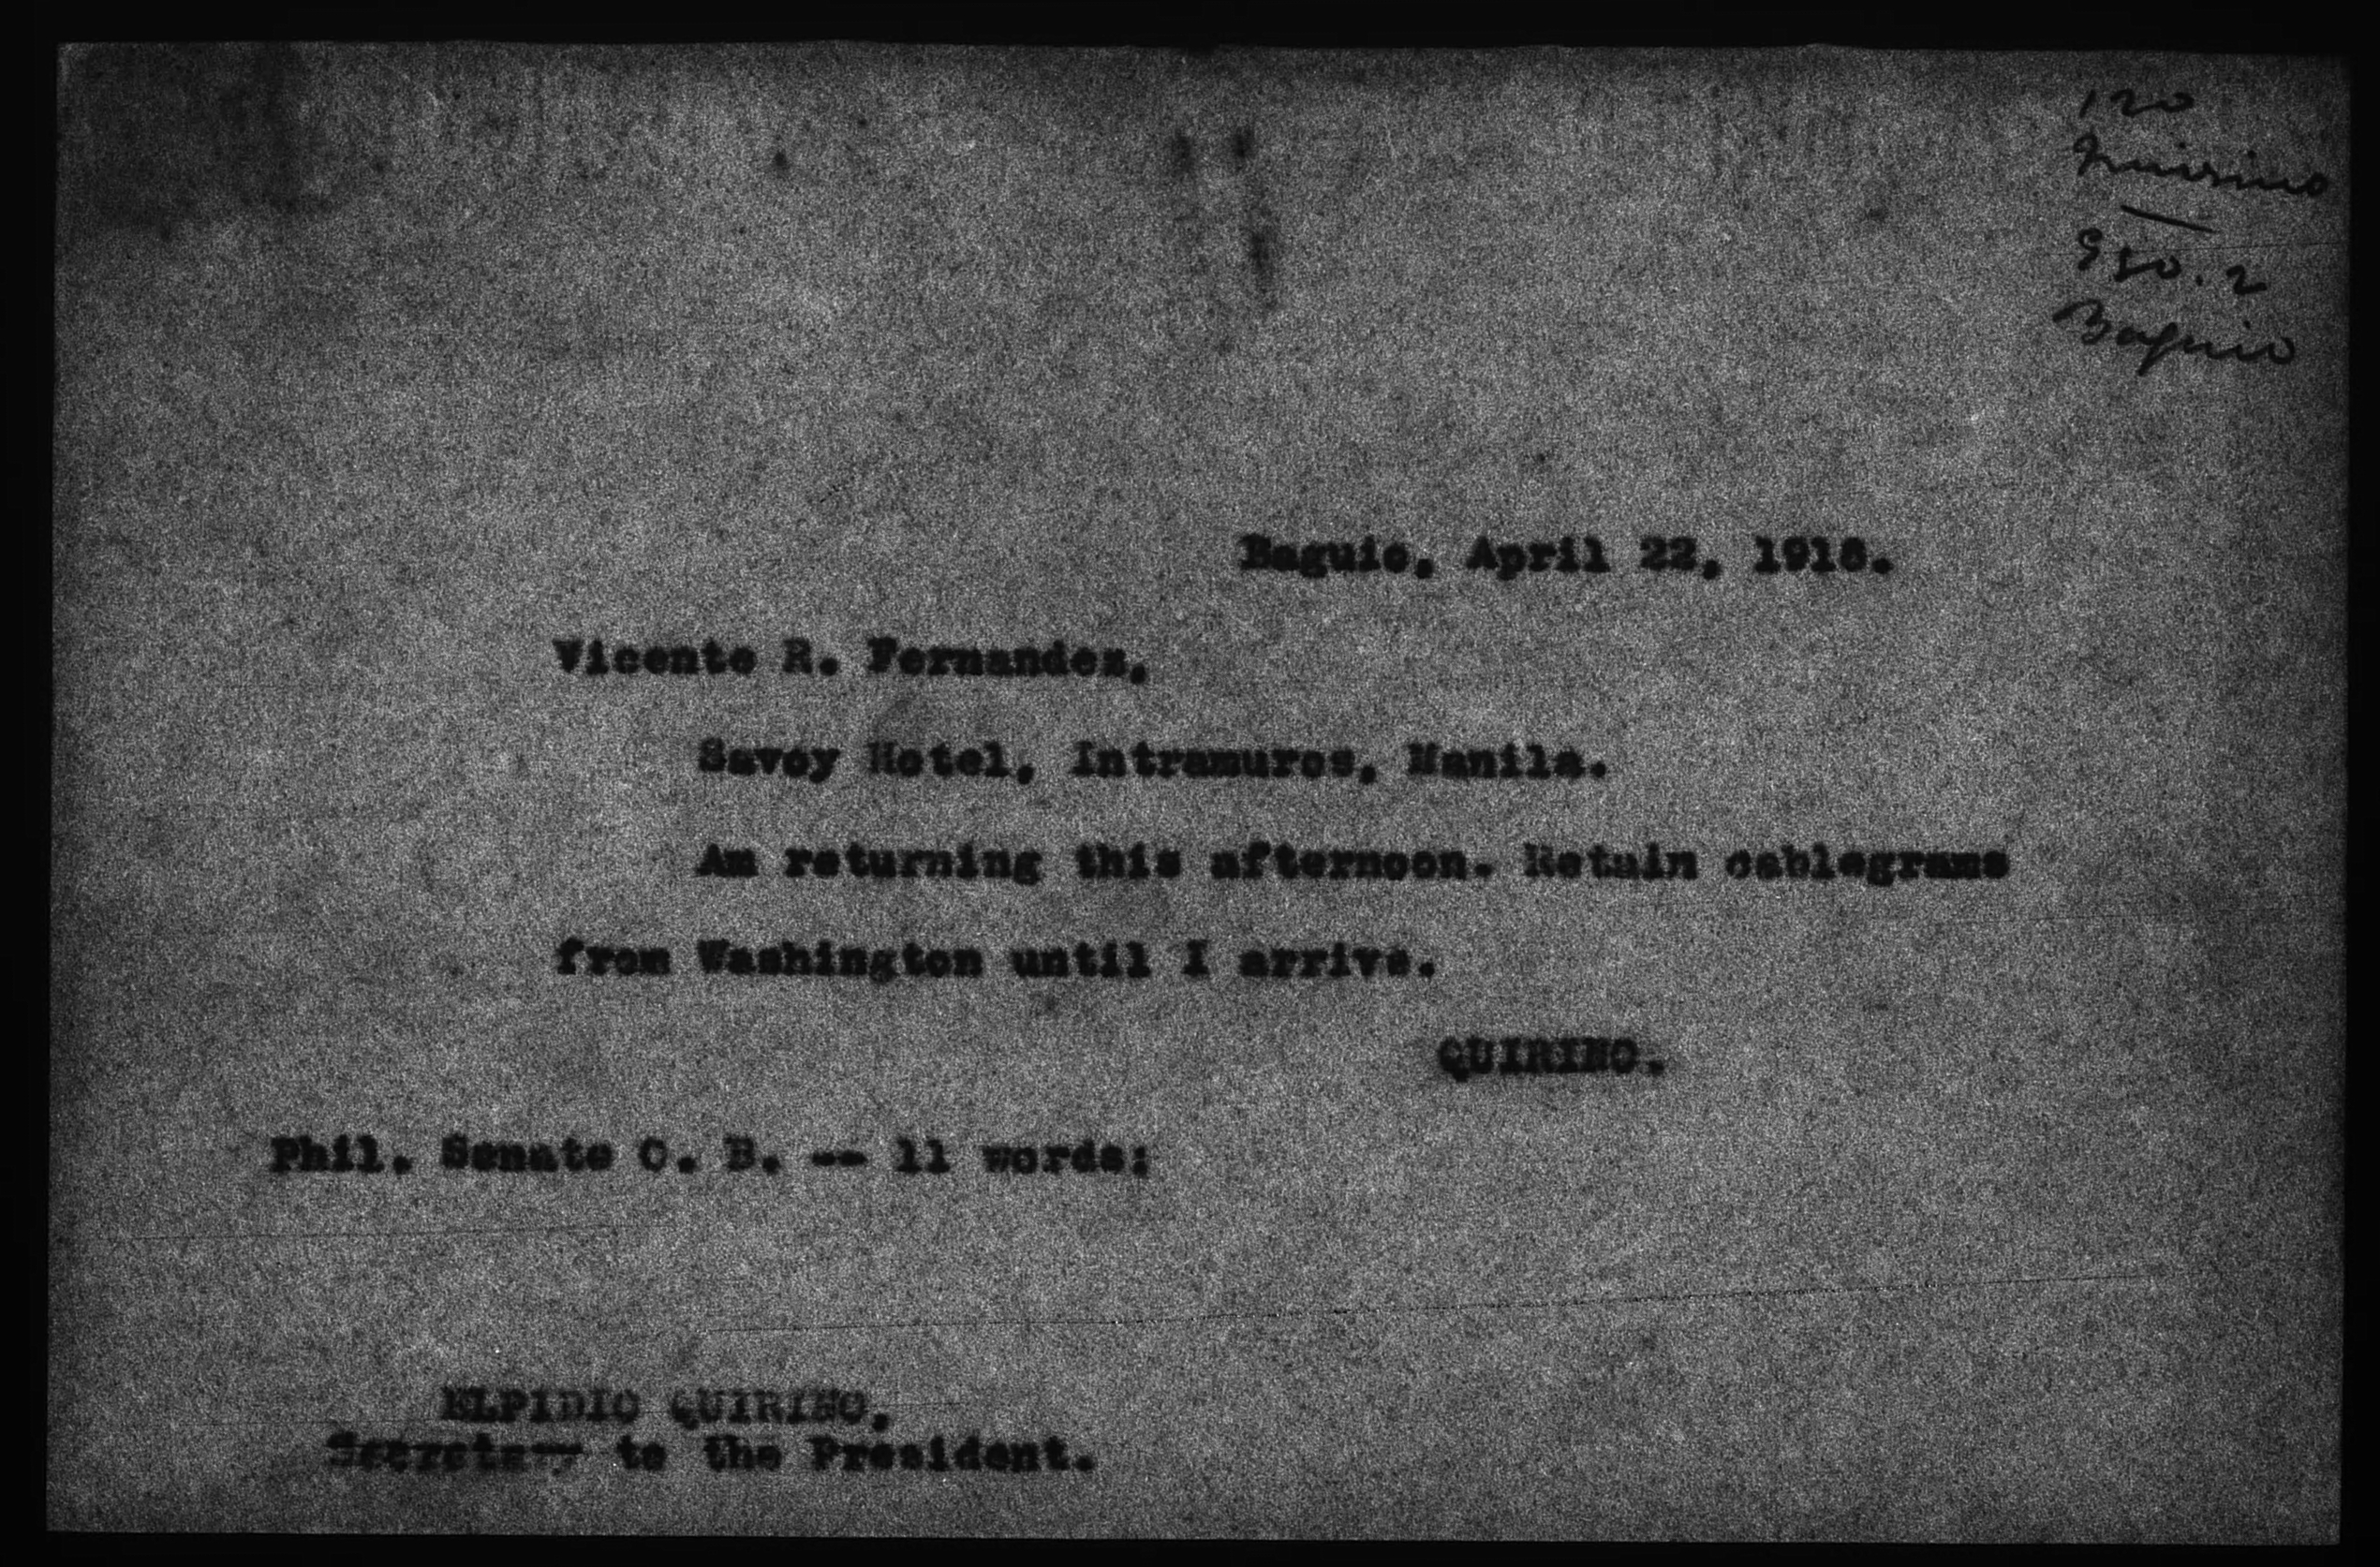 120
Quirino
—
930.2
Baguio
Baguio, April 22, 1918.
Vicente R. Fernandez,
Savoy Hotel, Intramuros, Manila.
Am returning this afternoon. Retain cablegrams
from Washington until I arrive.
QUIRINO.
Phil. Senate C. B. -- 11 words;
ELPIDIO QUIRINO,
Secretary to the President.